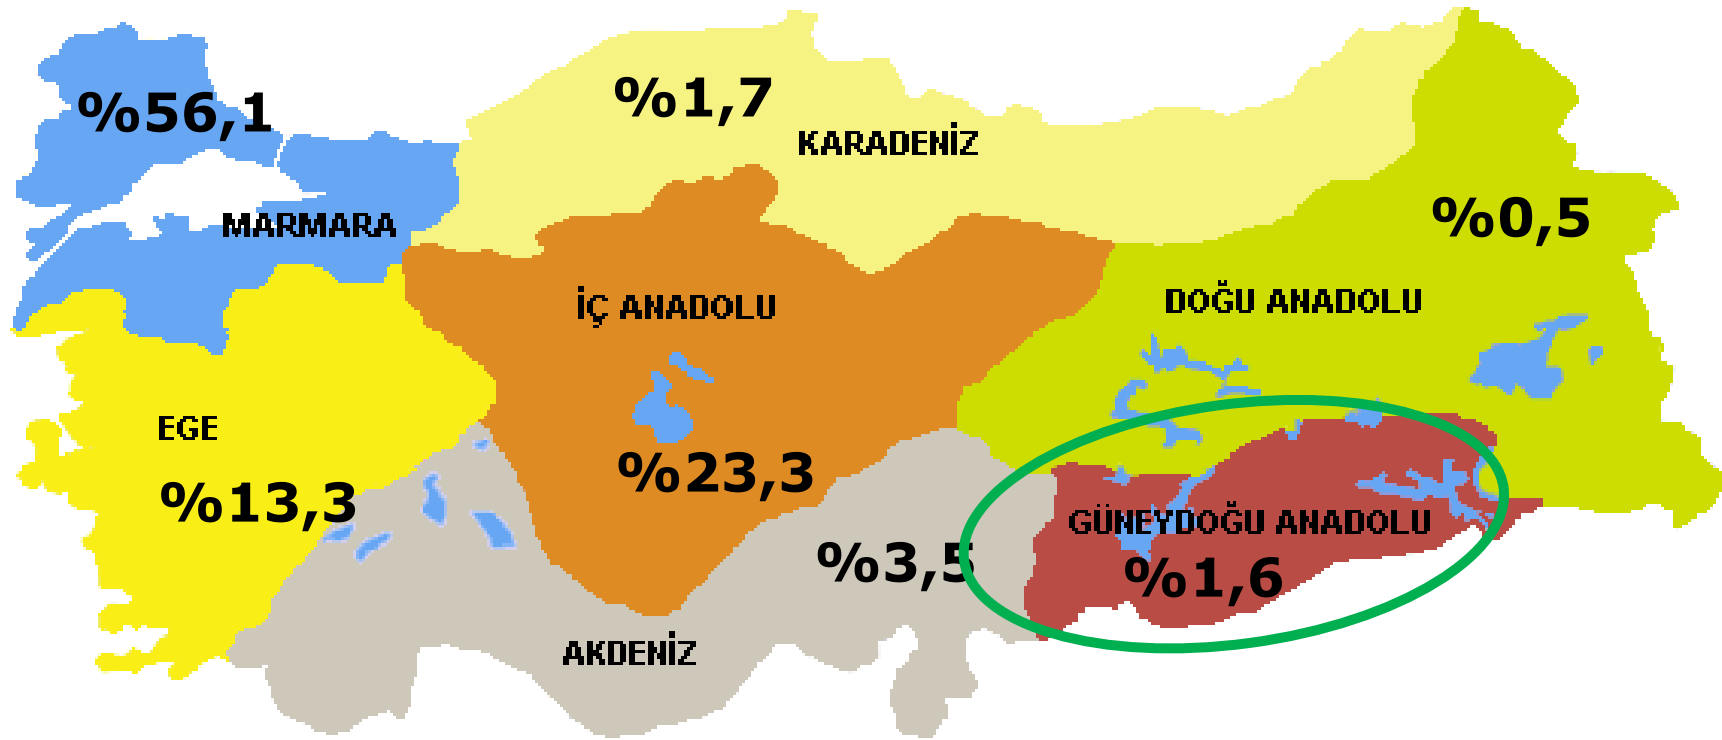 %56,1
%1,7
KARADENİZ
MARMARA
%0,5
İÇ ANADOLU
DOĞU ANADOLU
EGE
%13,3
%23,3
%3,5
GÜNEYDOĞU ANADOLU
%1,6
AKDENİZ